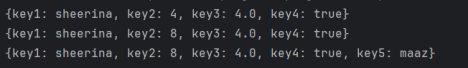 {key1: sheerina, key2: 4, key3: 4.0, key4: true}
{key1: sheerina, key2: 8, key3: 4.0, key4: true}
{key1: sheerina, key2: 8, key3: 4.0, key4: true, key5: maaz}